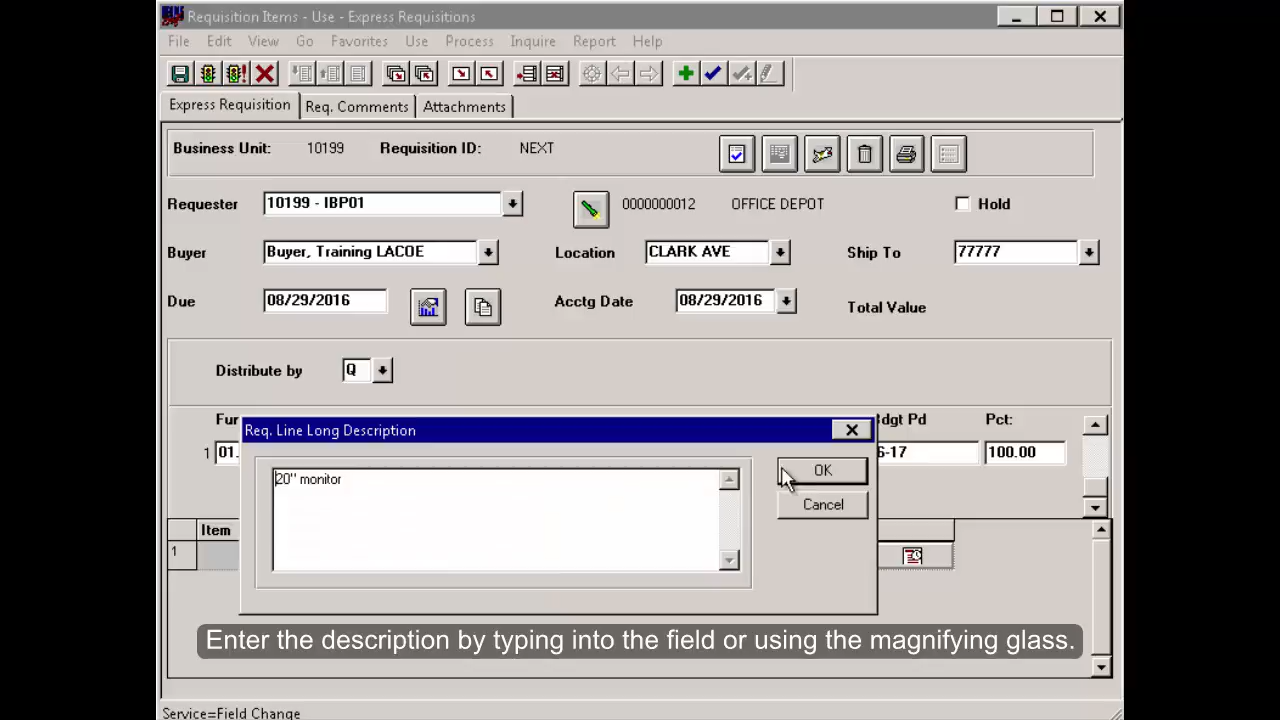 Requisition Items - Use - Express Requisitions
File Edit View Go Favorites Use Process Inquire Report Help
Express Requisition Req. Comments Attachments
Business Unit: 10199 Requisition ID: NEXT
Requester 10199 - IBP01 0000000012 OFFICE DEPOT Hold
Buyer Buyer, Training LACOE Location CLARK AVE Ship To 77777
Due 08/29/2016 Acctg Date 08/29/2016 Total Value
Distribute by Q
Fur dgt Pd Pct:
1 01. 6-17 100.00
Req. Line Long Description
20" monitor
OK
Cancel
Item
1
Enter the description by typing into the field or using the magnifying glass.
Service=Field Change